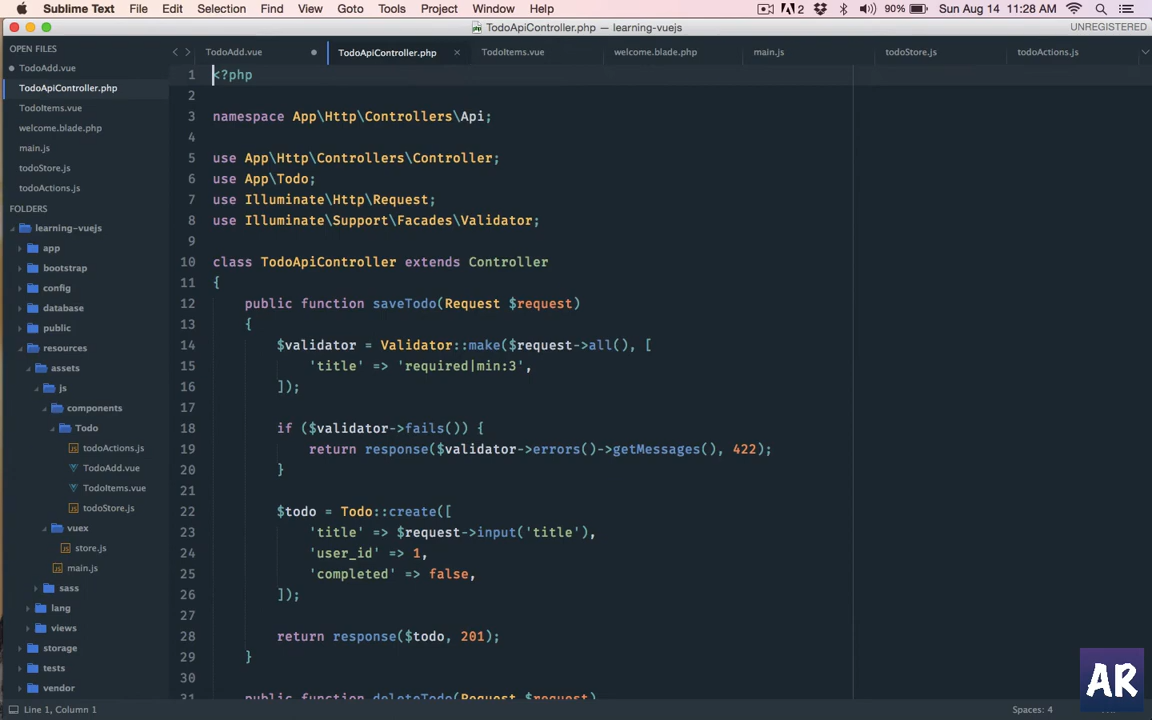 Sublime Text File Edit Selection Find View Goto Tools Project Window Help 2 90% Sun Aug 14 11:28 AM
TodoApiController.php — learning-vuejs UNREGISTERED
OPEN FILES
TodoAdd.vue
TodoApiController.php
TodoItems.vue
welcome.blade.php
main.js
todoStore.js
todoActions.js
FOLDERS
learning-vuejs
app
bootstrap
config
database
public
resources
assets
js
components
Todo
todoActions.js
TodoAdd.vue
TodoItems.vue
todoStore.js
vuex
store.js
main.js
sass
lang
views
storage
tests
vendor
TodoAdd.vue TodoApiController.php × TodoItems.vue welcome.blade.php main.js todoStore.js todoActions.js
1 <?php
2
3 namespace App\Http\Controllers\Api;
4
5 use App\Http\Controllers\Controller;
6 use App\Todo;
7 use Illuminate\Http\Request;
8 use Illuminate\Support\Facades\Validator;
9
10 class TodoApiController extends Controller
11 {
12 public function saveTodo(Request $request)
13 {
14 $validator = Validator::make($request->all(), [
15 'title' => 'required|min:3',
16 ]);
17
18 if ($validator->fails()) {
19 return response($validator->errors()->getMessages(), 422);
20 }
21
22 $todo = Todo::create([
23 'title' => $request->input('title'),
24 'user_id' => 1,
25 'completed' => false,
26 ]);
27
28 return response($todo, 201);
29 }
30
31 public function deleteTodo(Request $request)
Line 1, Column 1 Spaces: 4
AR